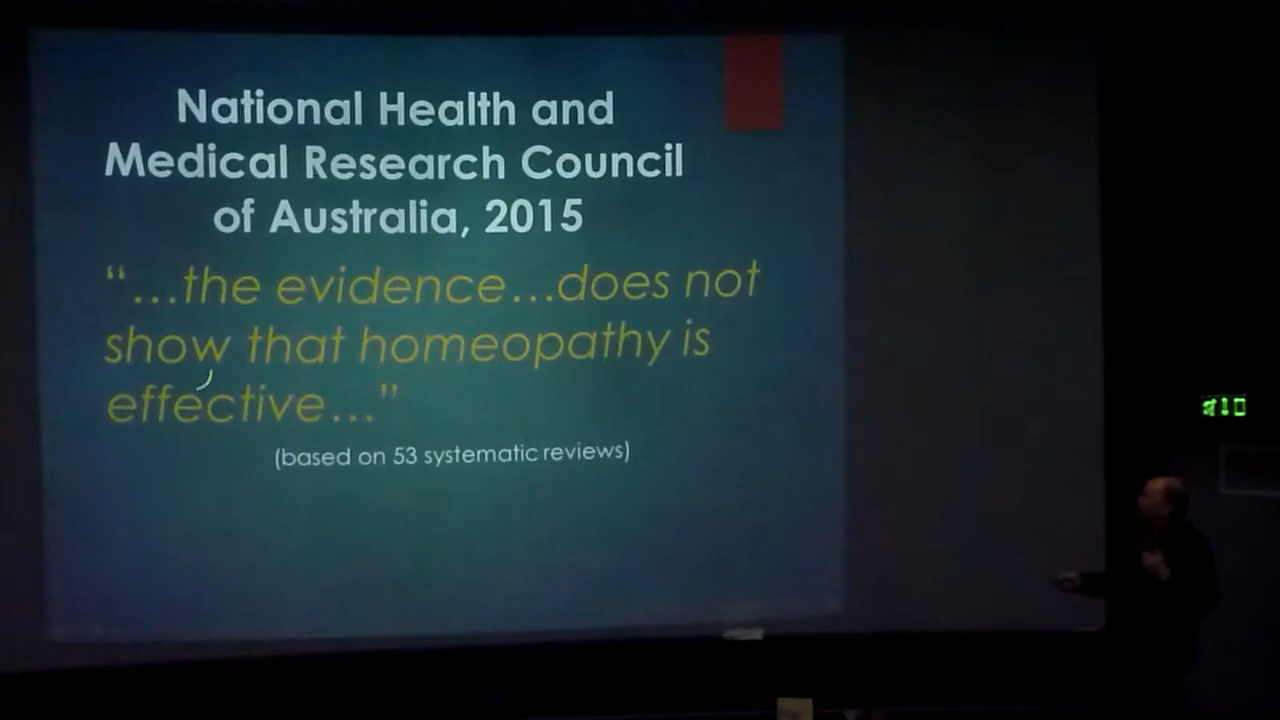 National Health and
Medical Research Council
of Australia, 2015
“...the evidence...does not
show that homeopathy is
effective...”
(based on 53 systematic reviews)